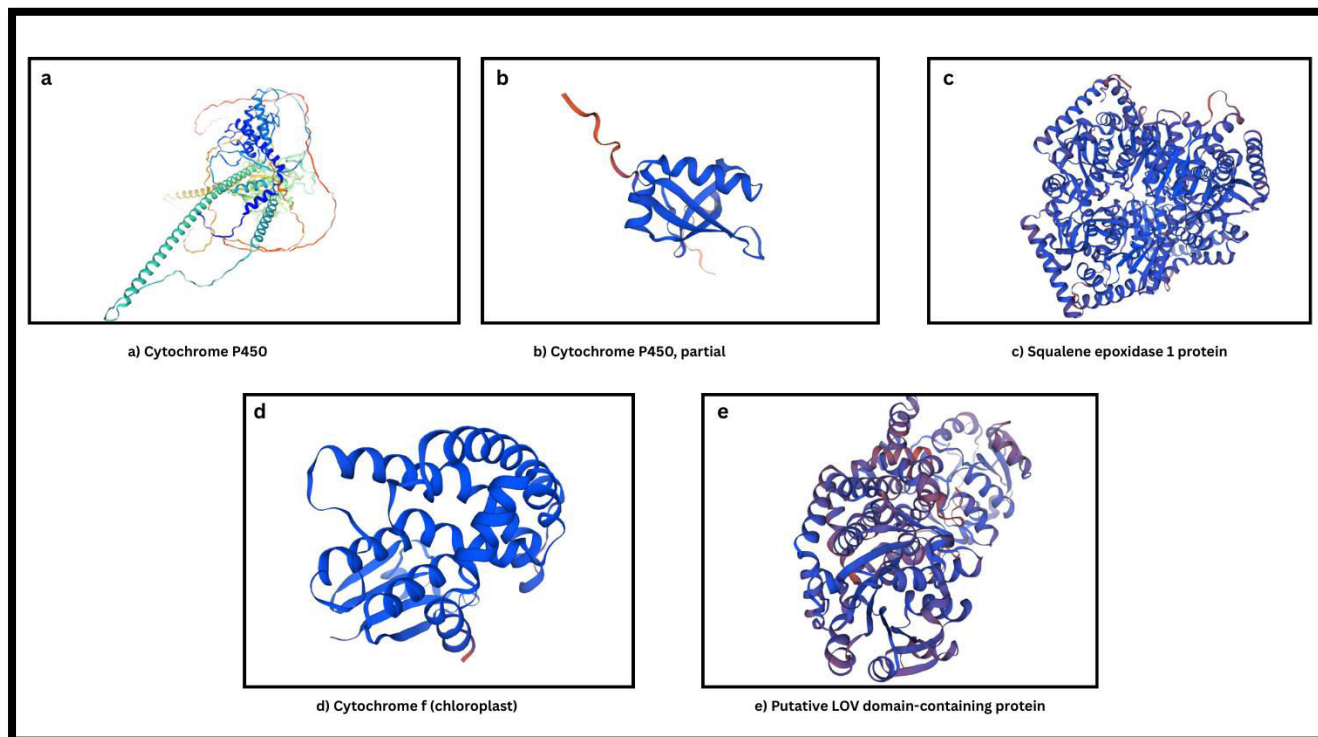 a
b
c
a) Cytochrome P450
b) Cytochrome P450, partial
c) Squalene epoxidase 1 protein
d
e
d) Cytochrome f (chloroplast)
e) Putative LOV domain-containing protein